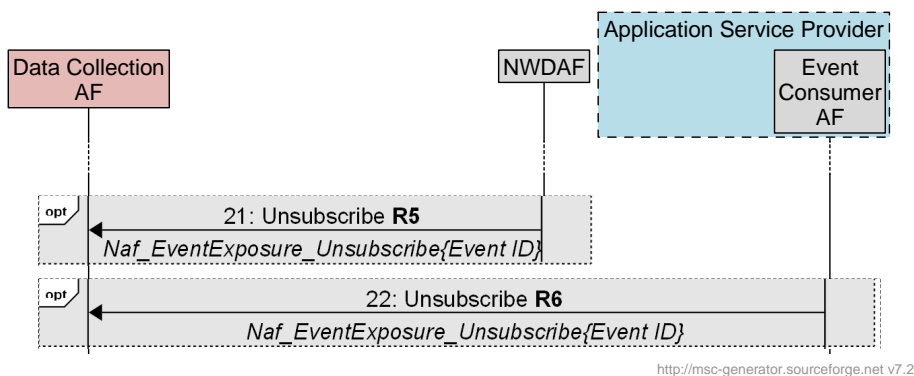 Application Service Provider
Data Collection
AF
NWDAF
Event
Consumer
AF
opt
21: Unsubscribe R5
Naf_EventExposure_Unsubscribe{Event ID}
opt
22: Unsubscribe R6
Naf_EventExposure_Unsubscribe{Event ID}
http://msc-generator.sourceforge.net v7.2